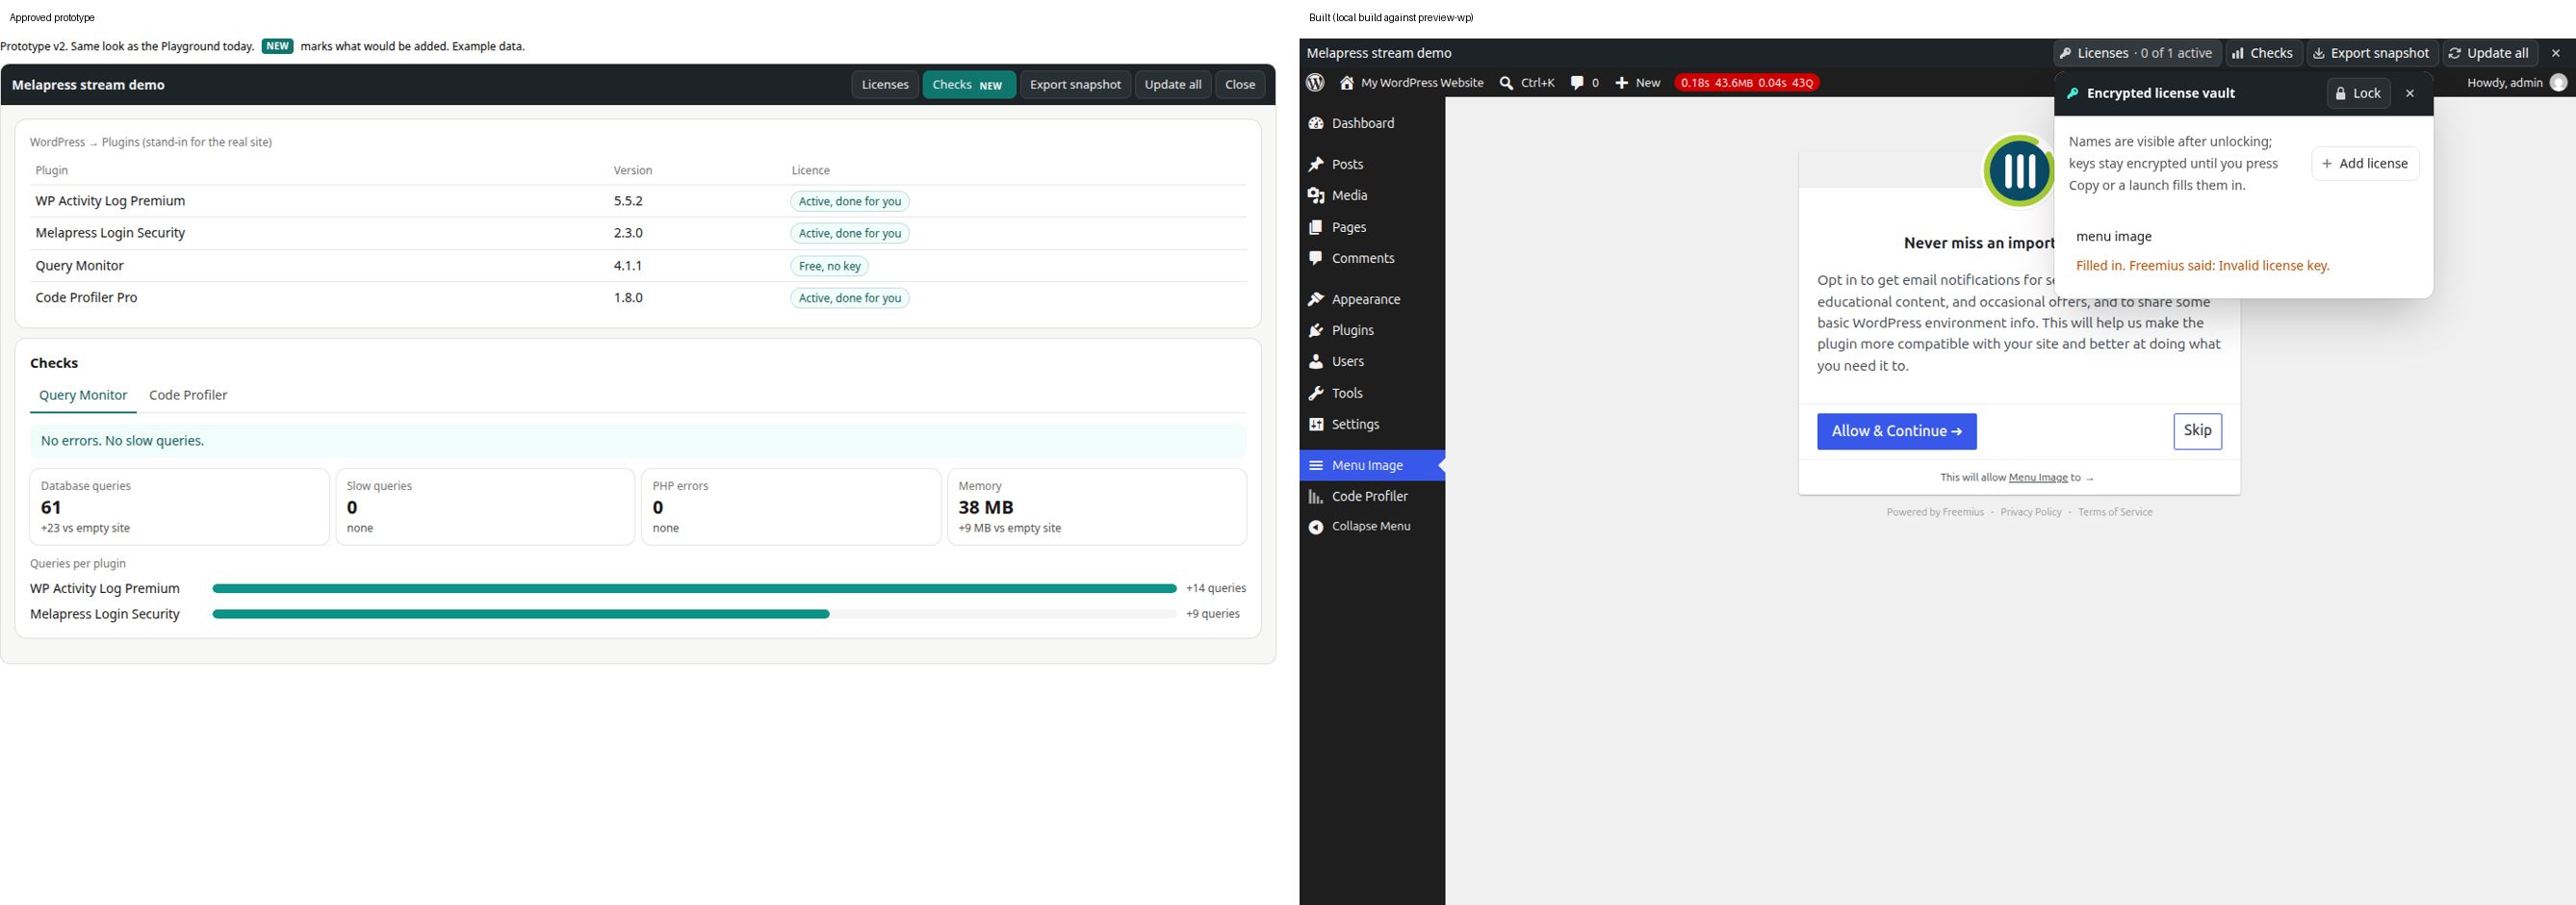 Approved prototype
Prototype v2. Same look as the Playground today. NEW marks what would be added. Example data.
Melapress stream demo
Licenses
Checks NEW
Export snapshot
Update all
Close
WordPress → Plugins (stand-in for the real site)
Plugin Version Licence
WP Activity Log Premium 5.5.2 Active, done for you
Melapress Login Security 2.3.0 Active, done for you
Query Monitor 4.1.1 Free, no key
Code Profiler Pro 1.8.0 Active, done for you
Checks
Query Monitor Code Profiler
No errors. No slow queries.
Database queries
61
+23 vs empty site
Slow queries
0
none
PHP errors
0
none
Memory
38 MB
+9 MB vs empty site
Queries per plugin
WP Activity Log Premium +14 queries
Melapress Login Security +9 queries
Built (local build against preview-wp)
Melapress stream demo
Licenses · 0 of 1 active
Checks
Export snapshot
Update all
×
My WordPress Website
Ctrl+K
0
New
0.18s 43.6MB 0.04s 43Q
Howdy, admin
Dashboard
Posts
Media
Pages
Comments
Appearance
Plugins
Users
Tools
Settings
Menu Image
Code Profiler
Collapse Menu
Encrypted license vault
Lock
×
Names are visible after unlocking;
keys stay encrypted until you press
Copy or a launch fills them in.
+ Add license
menu image
Filled in. Freemius said: Invalid license key.
Never miss an import
Opt in to get email notifications for se
educational content, and occasional offers, and to share some
basic WordPress environment info. This will help us make the
plugin more compatible with your site and better at doing what
you need it to.
Allow & Continue →
Skip
This will allow Menu Image to →
Powered by Freemius - Privacy Policy - Terms of Service